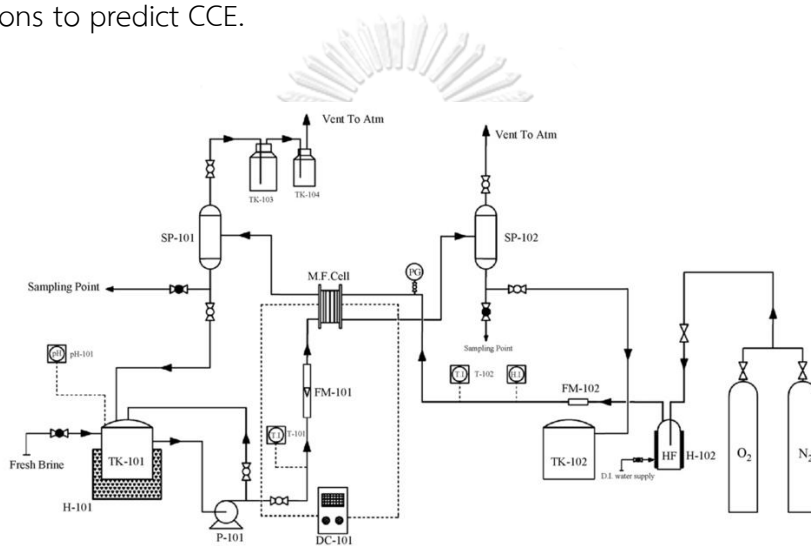 ons to predict CCE.
Vent To Atm
Vent To Atm
TK-103
TK-104
SP-101
SP-102
M.F.Cell
PG
Sampling Point
Sampling Point
pH
pH-101
FM-101
T.I
T-102
H.I
FM-102
T.I
T-101
Fresh Brine
TK-101
TK-102
HF
H-102
O2
N2
D.I. water supply
H-101
P-101
DC-101